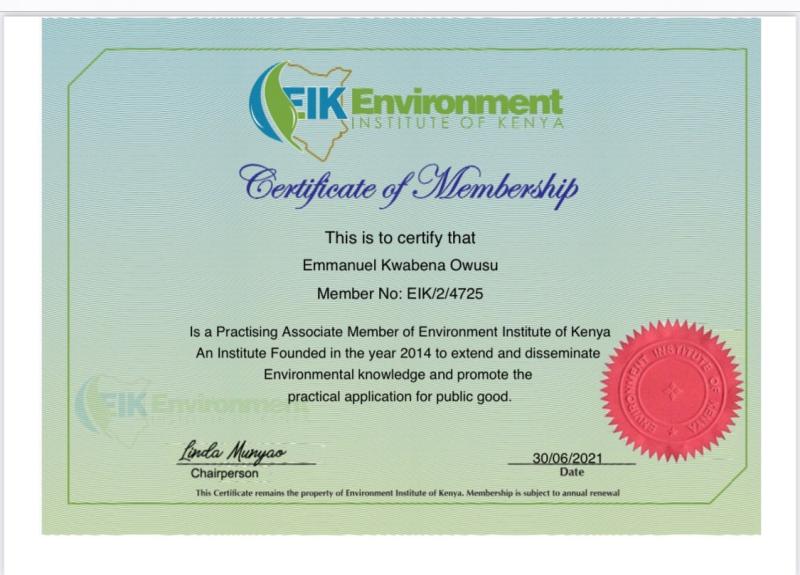 EIK Environment
INSTITUTE OF KENYA
Certificate of Membership
This is to certify that
Emmanuel Kwabena Owusu
Member No: EIK/2/4725
Is a Practising Associate Member of Environment Institute of Kenya
An Institute Founded in the year 2014 to extend and disseminate
Environmental knowledge and promote the
practical application for public good.
EIK Environment
ENVIRONMENT INSTITUTE OF KENYA
Linda Munyao
Chairperson
30/06/2021
Date
This Certificate remains the property of Environment Institute of Kenya. Membership is subject to annual renewal